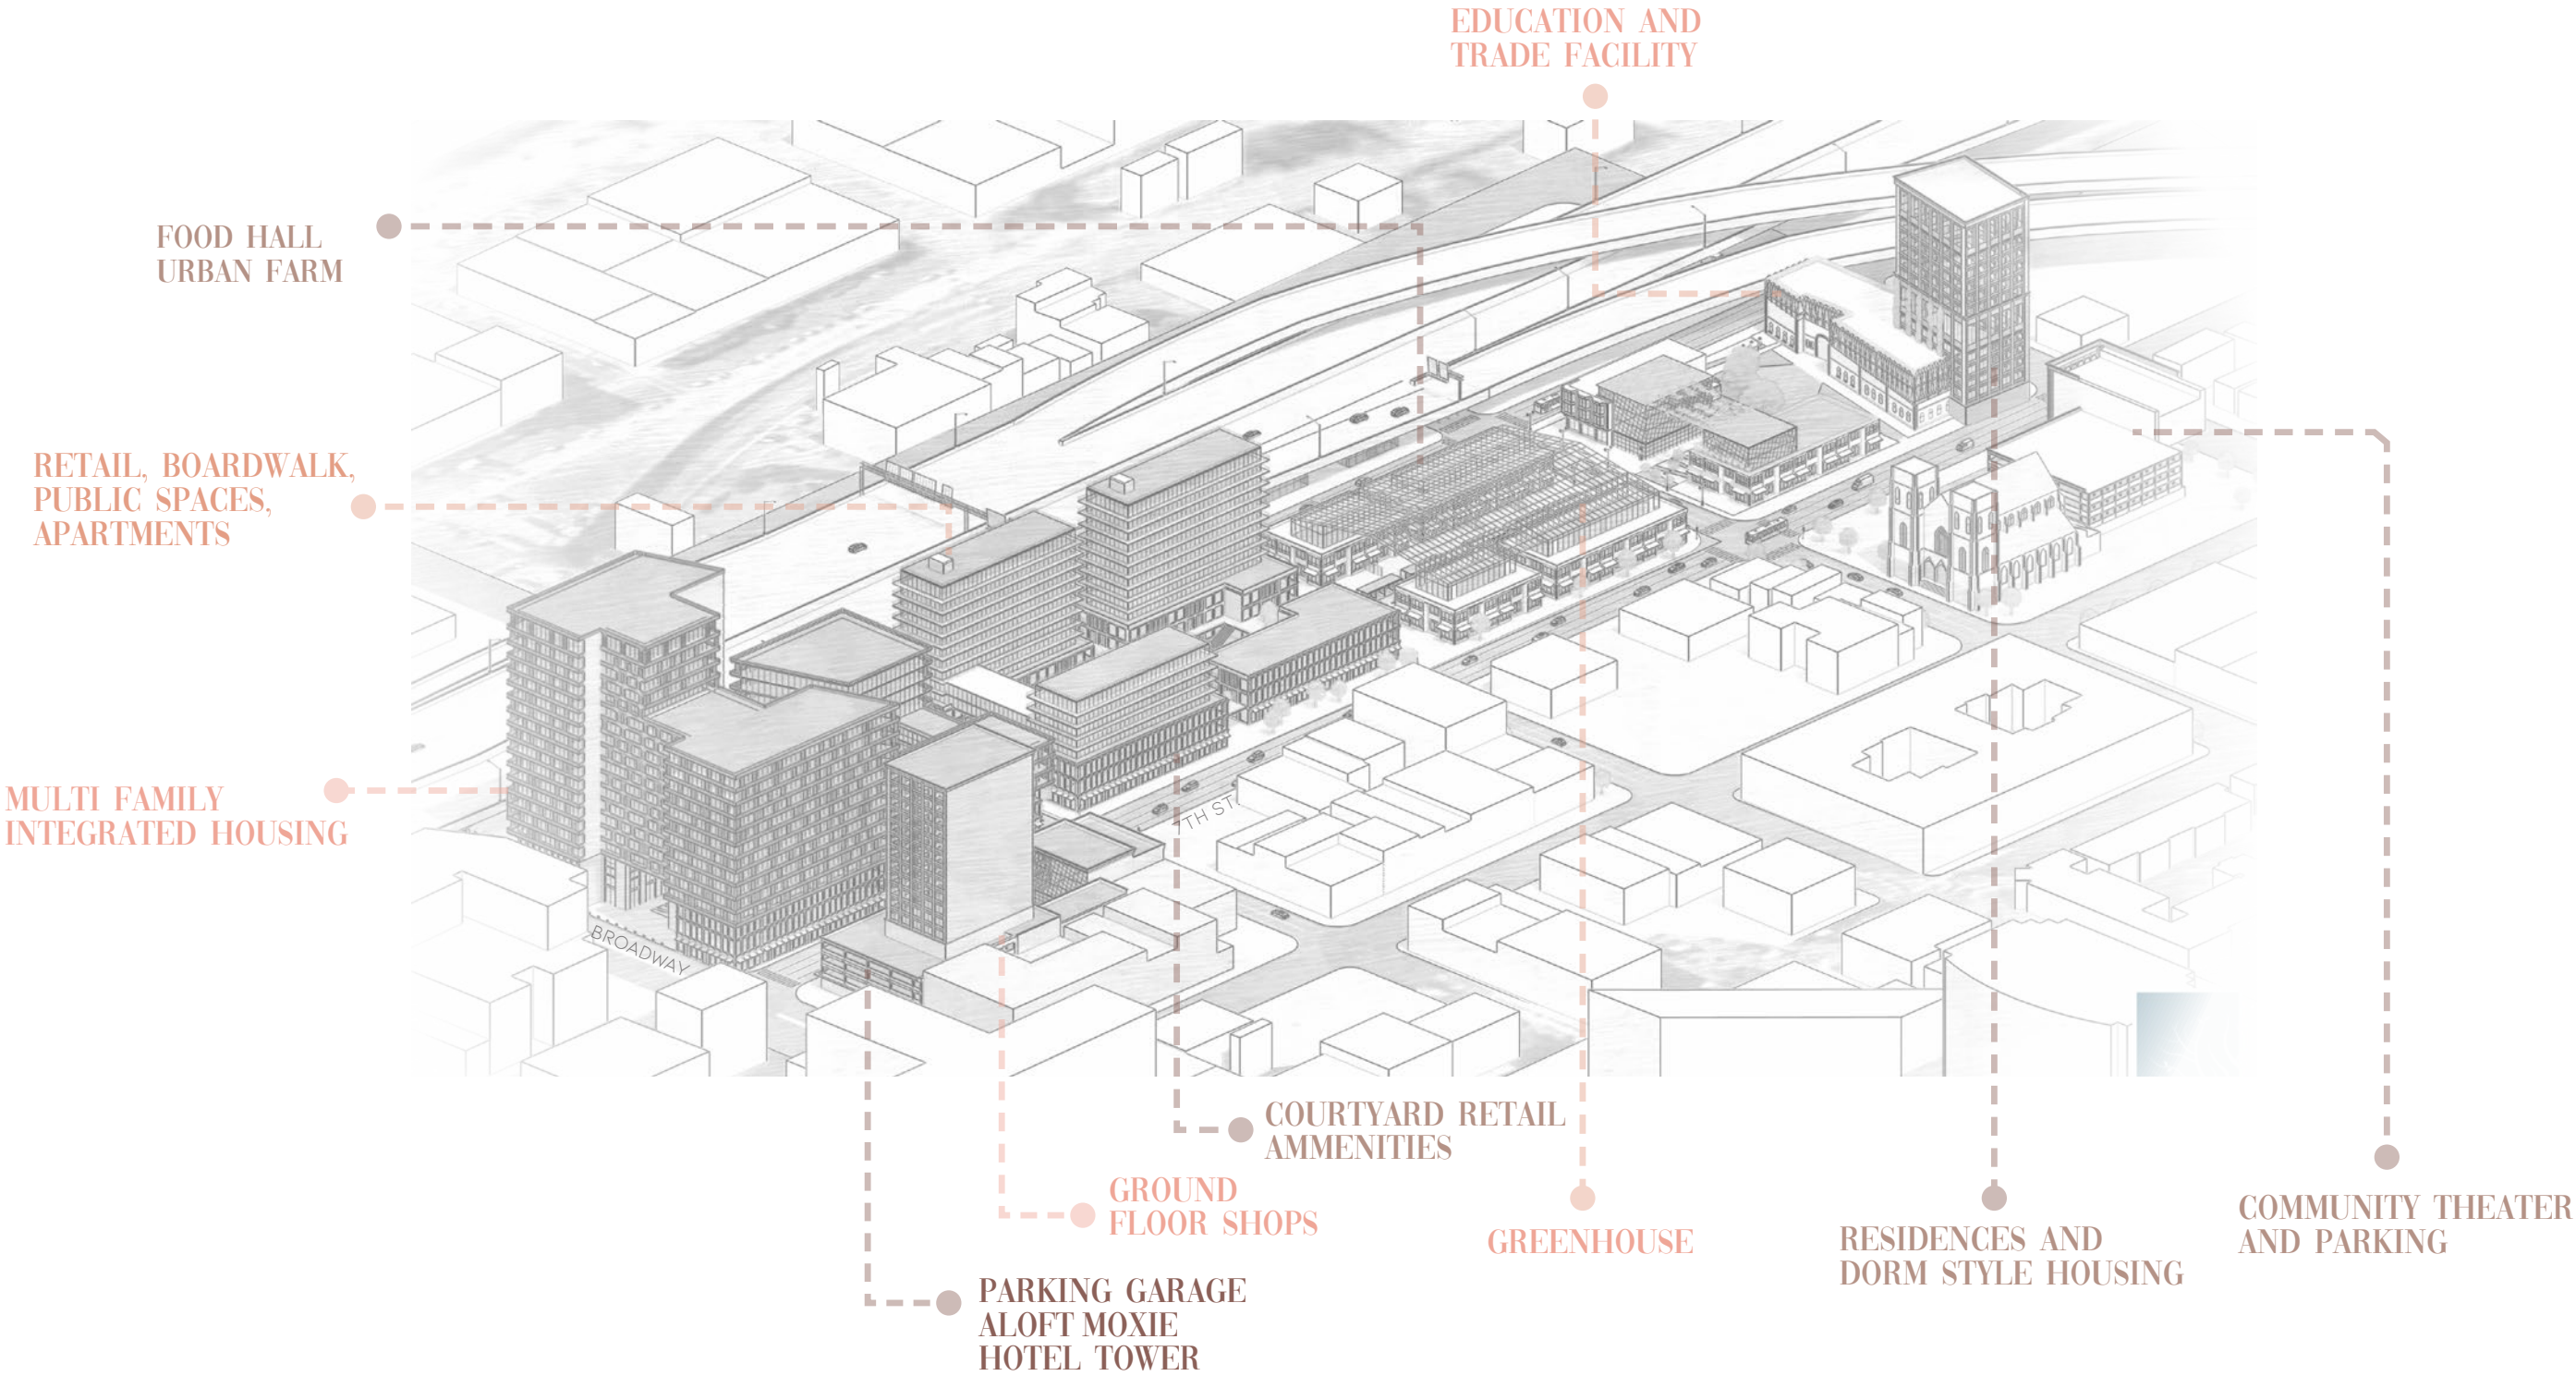 EDUCATION AND
TRADE FACILITY
FOOD HALL
URBAN FARM
RETAIL, BOARDWALK,
PUBLIC SPACES,
APARTMENTS
MULTI FAMILY
INTEGRATED HOUSING
7TH ST.
BROADWAY
COURTYARD RETAIL
AMMENITIES
GROUND
FLOOR SHOPS
GREENHOUSE
RESIDENCES AND
DORM STYLE HOUSING
COMMUNITY THEATER
AND PARKING
PARKING GARAGE
ALOFT MOXIE
HOTEL TOWER